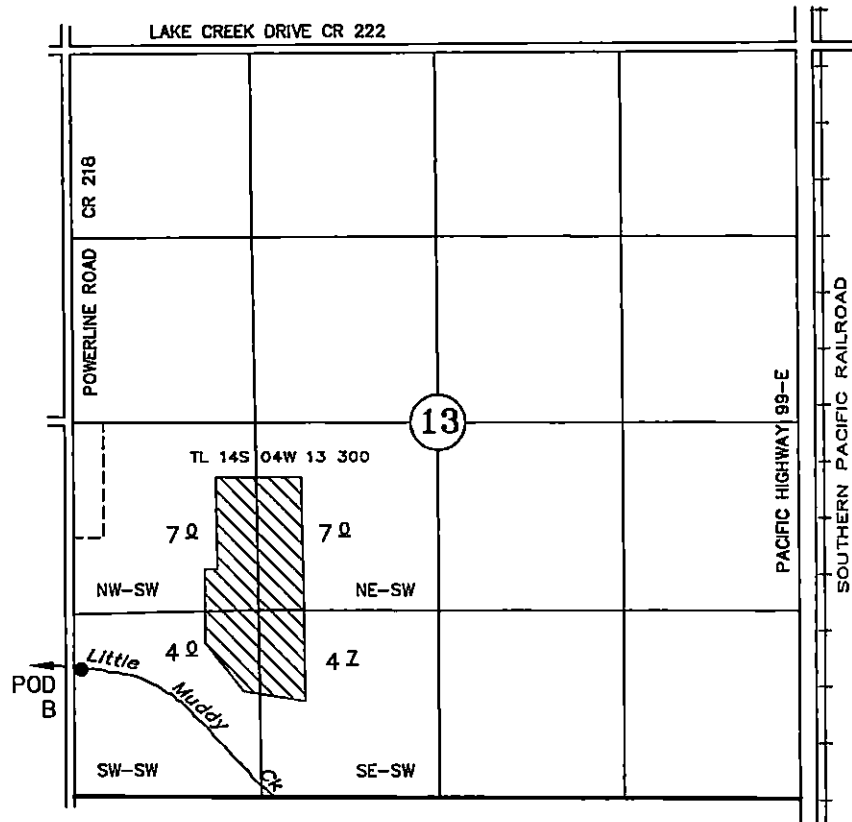 LAKE CREEK DRIVE CR 222
POWERLINE ROAD CR 218
13
PACIFIC HIGHWAY 99-E
SOUTHERN PACIFIC RAILROAD
TL 14S 04W 13 300
7 0
7 0
NW-SW
NE-SW
4 0
4 7
Little Muddy Ck
POD
B
SW-SW
SE-SW